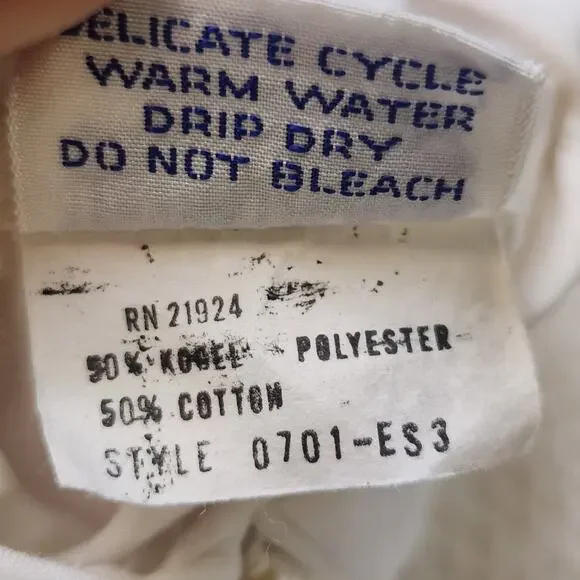 DELICATE CYCLE
WARM WATER
DRIP DRY
DO NOT BLEACH
RN 21924
50% KODEL POLYESTER
50% COTTON
STYLE 0701-ES3